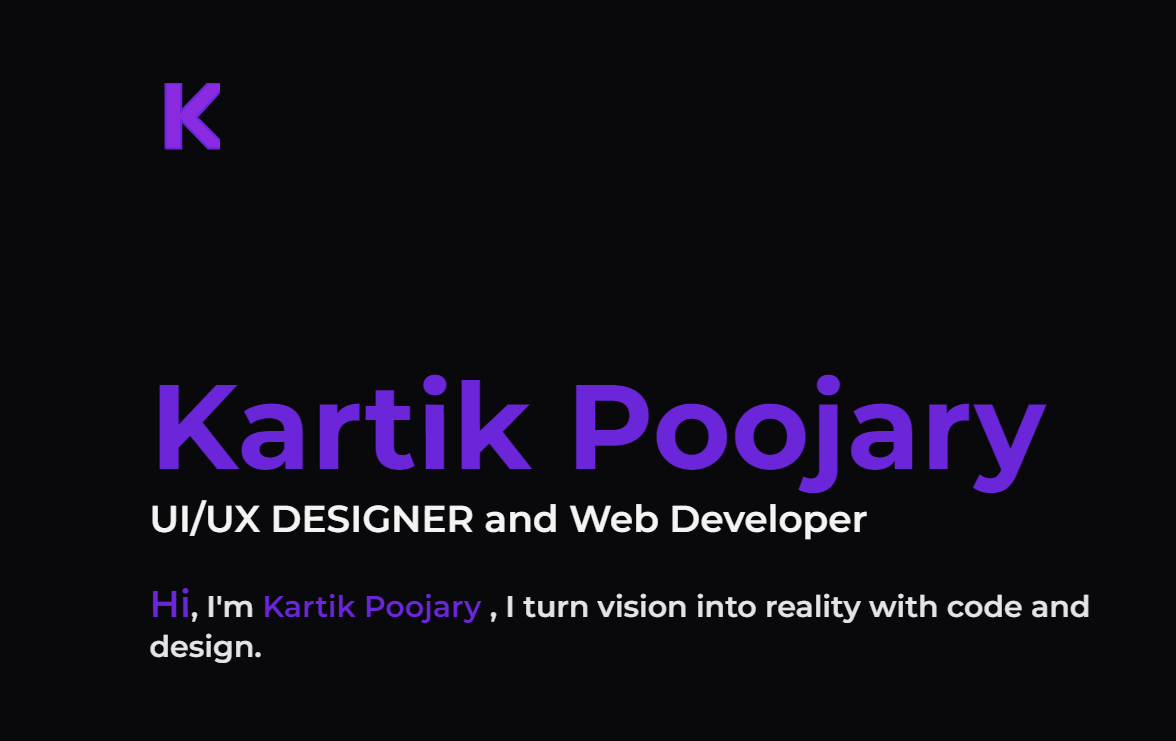 K
Kartik Poojary
UI/UX DESIGNER and Web Developer
Hi, I'm Kartik Poojary , I turn vision into reality with code and
design.